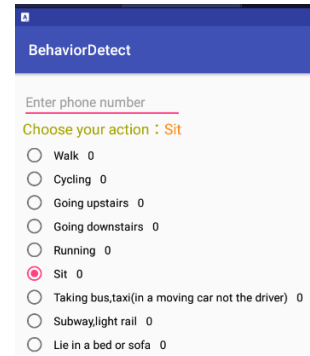 A
BehaviorDetect
Enter phone number
Choose your action：Sit
Walk 0
Cycling 0
Going upstairs 0
Going downstairs 0
Running 0
Sit 0
Taking bus,taxi(in a moving car not the driver) 0
Subway,light rail 0
Lie in a bed or sofa 0